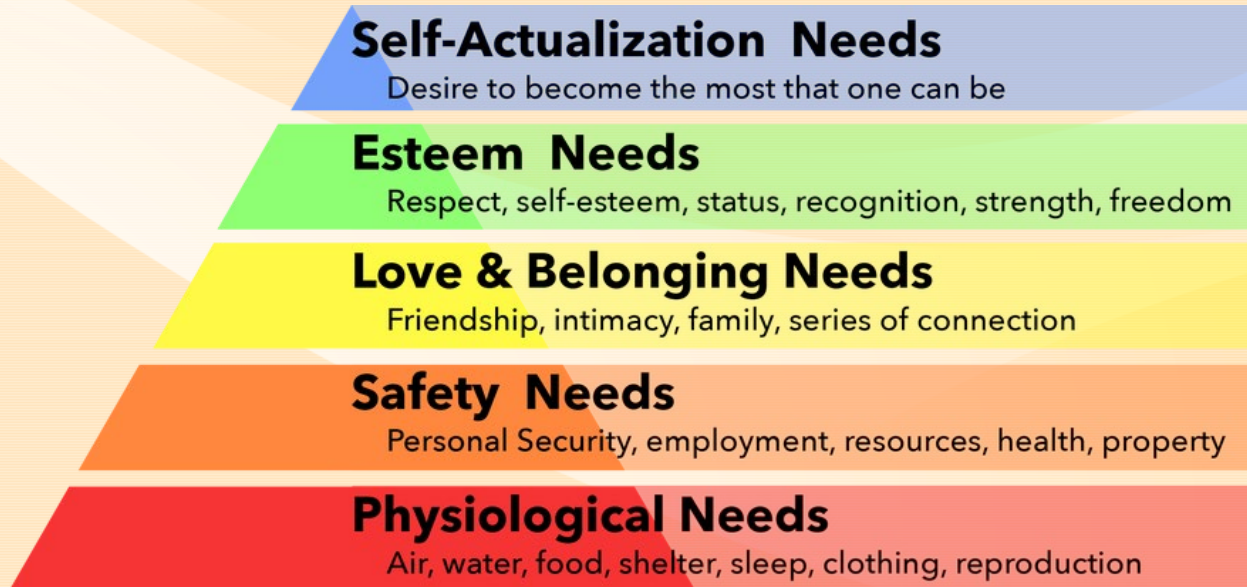 Self-Actualization Needs
Desire to become the most that one can be
Esteem Needs
Respect, self-esteem, status, recognition, strength, freedom
Love & Belonging Needs
Friendship, intimacy, family, series of connection
Safety Needs
Personal Security, employment, resources, health, property
Physiological Needs
Air, water, food, shelter, sleep, clothing, reproduction